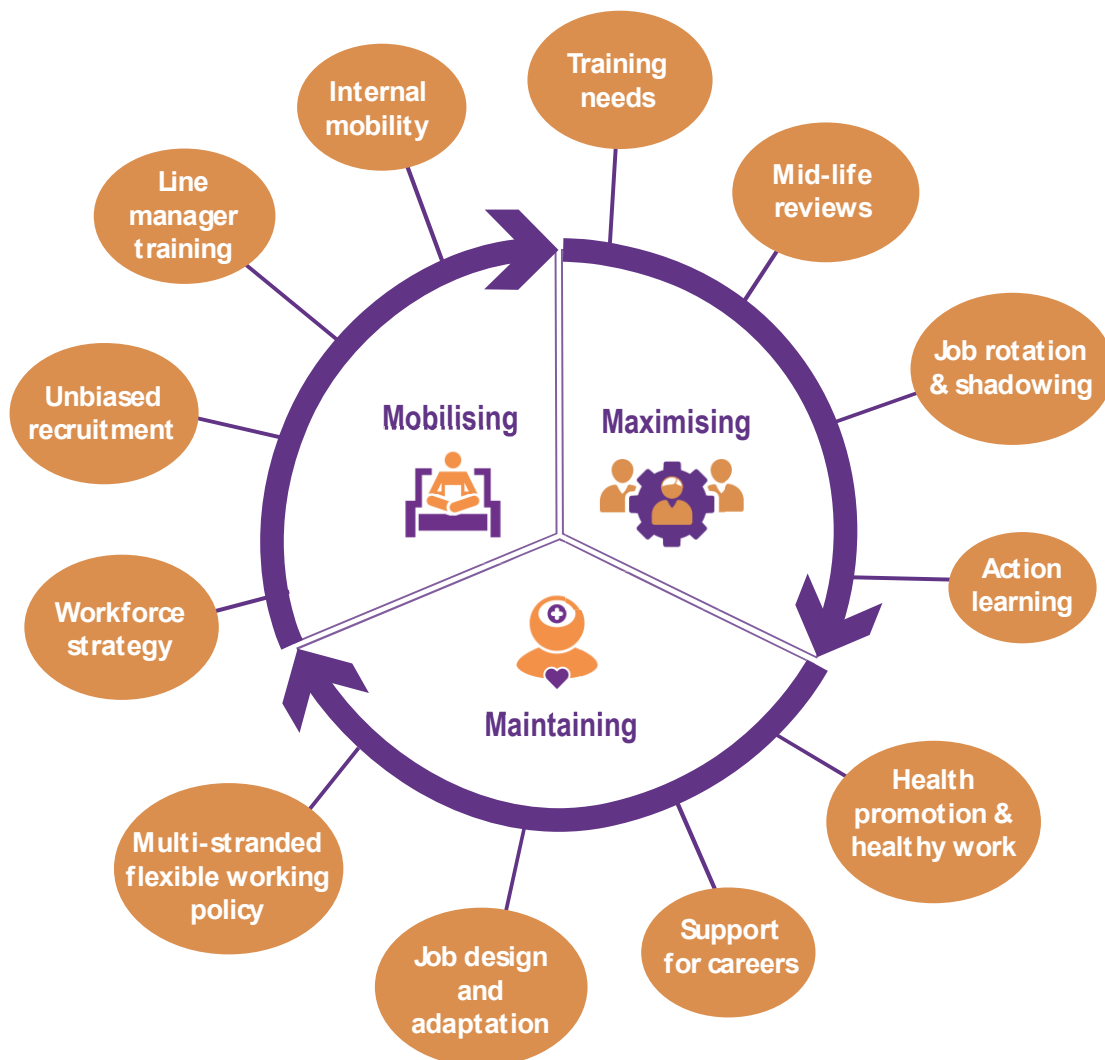 Training
needs
Mid-life
reviews
Job rotation
& shadowing
Action
learning
Health
promotion &
healthy work
Support
for careers
Job design
and
adaptation
Multi-stranded
flexible working
policy
Workforce
strategy
Unbiased
recruitment
Line
manager
training
Internal
mobility
Mobilising
Maximising
Maintaining